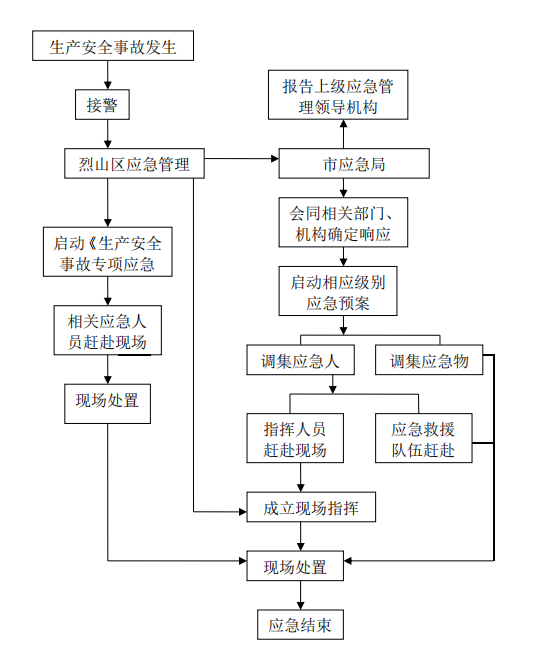 生产安全事故发生
接警
烈山区应急管理
启动《生产安全
事故专项应急
相关应急人
员赶赴现场
现场处置
报告上级应急管
理领导机构
市应急局
会同相关部门、
机构确定响应
启动相应级别
应急预案
调集应急人
调集应急物
指挥人员
赶赴现场
应急救援
队伍赶赴
成立现场指挥
现场处置
应急结束